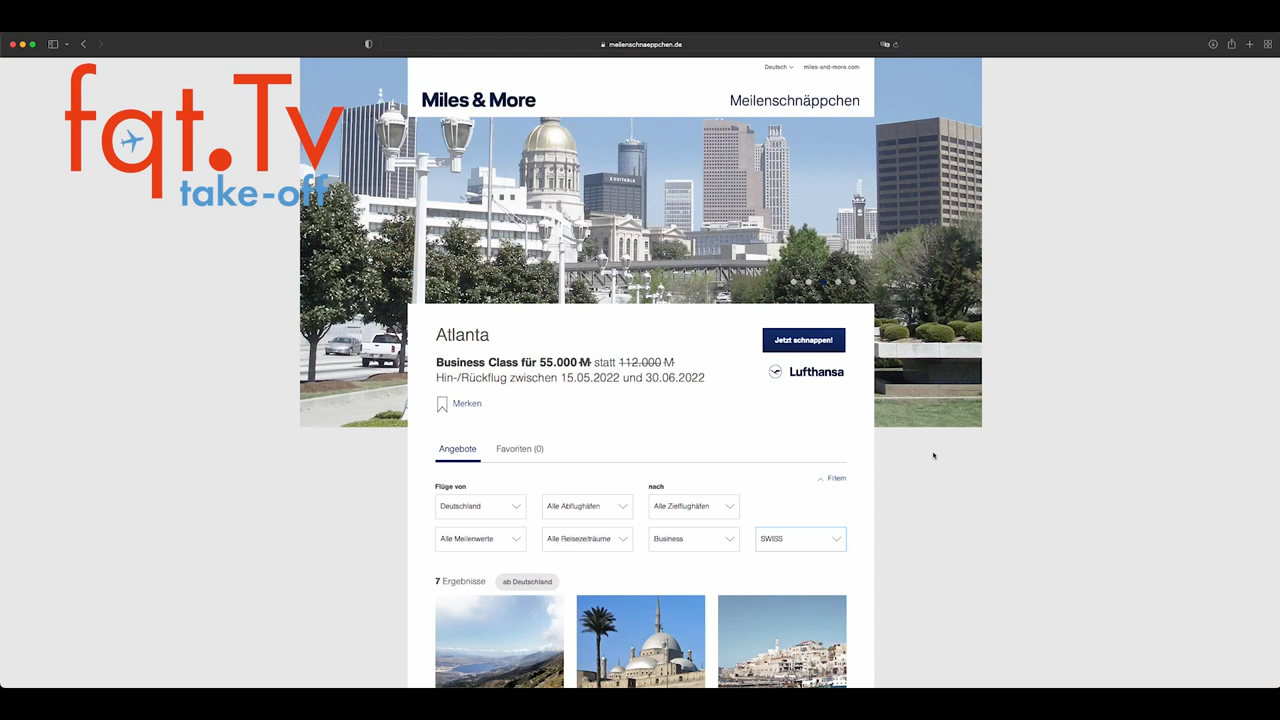 meilenschnaeppchen.de
fqt.Tv
take-off
Deutsch
miles-and-more.com
Miles & More
Meilenschnäppchen
EQUITABLE
Atlanta
Jetzt schnappen!
Business Class für 55.000 M statt 112.000 M
Hin-/Rückflug zwischen 15.05.2022 und 30.06.2022
Lufthansa
Merken
Angebote
Favoriten (0)
Filtern
Flüge von
nach
Deutschland
Alle Abflughäfen
Alle Zielflughäfen
Alle Meilenwerte
Alle Reisezeiträume
Business
SWISS
7 Ergebnisse
ab Deutschland